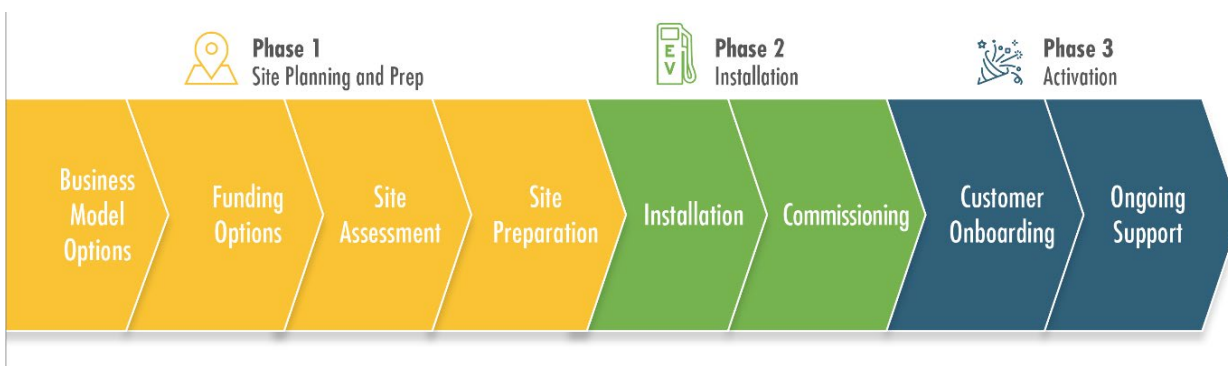 Phase 1
Site Planning and Prep
E
V
Phase 2
Installation
Phase 3
Activation
Business
Model
Options
Funding
Options
Site
Assessment
Site
Preparation
Installation
Commissioning
Customer
Onboarding
Ongoing
Support